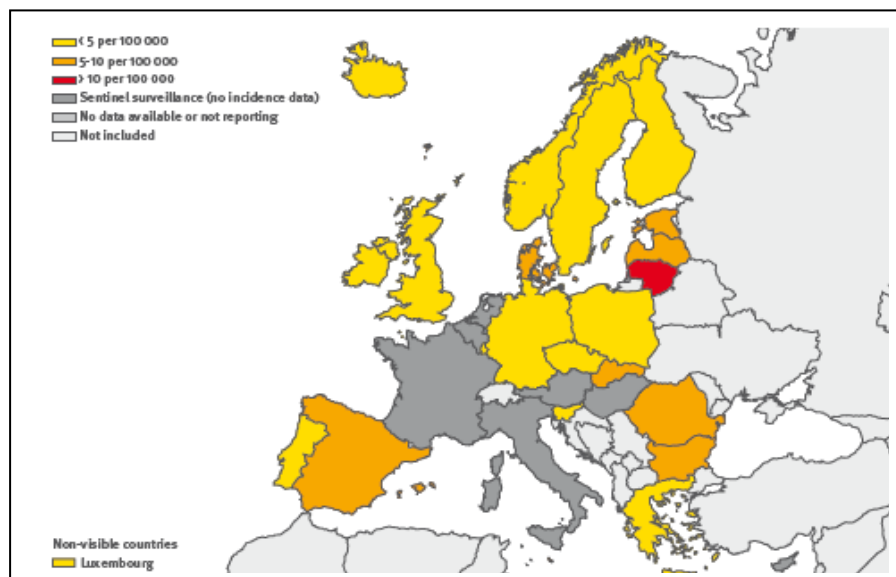 < 5 per 100 000
5-10 per 100 000
> 10 per 100 000
Sentinel surveillance (no incidence data)
No data available or not reporting
Not included
Non-visible countries
Luxembourg